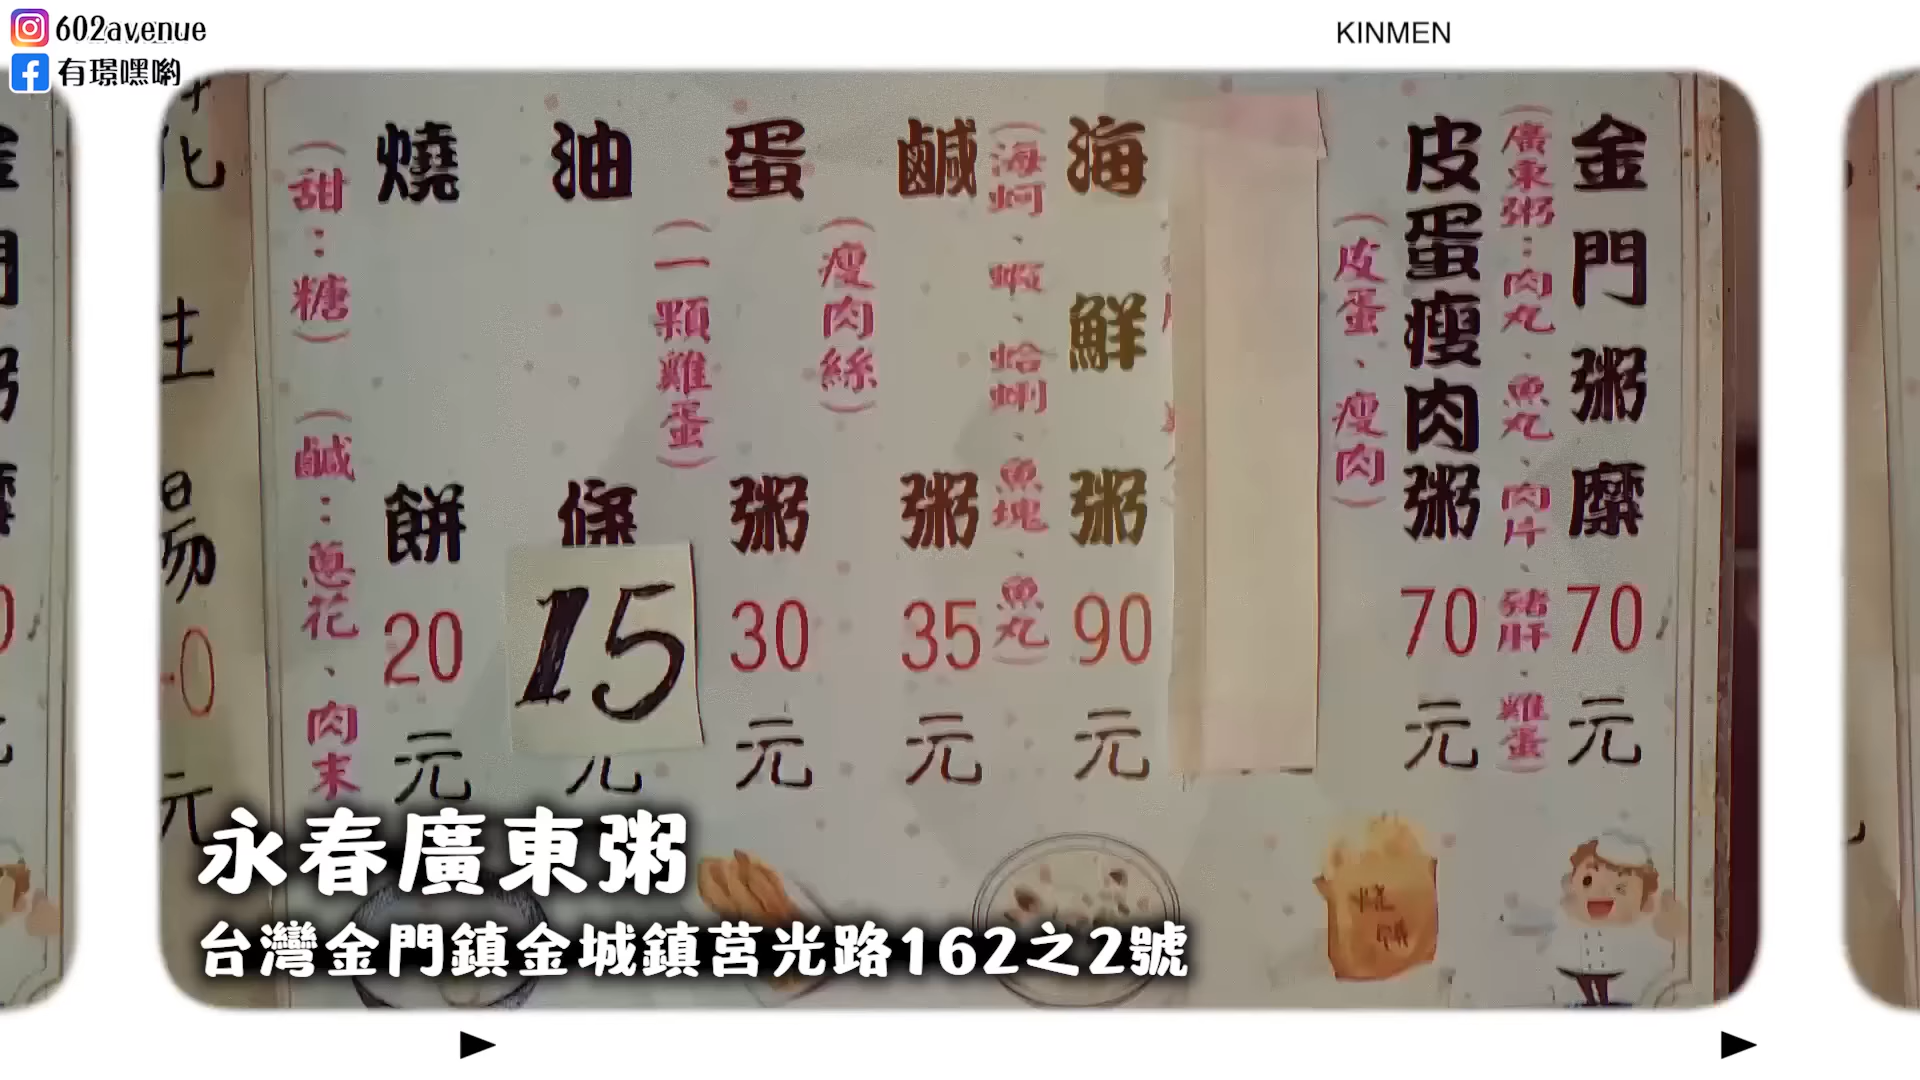 602avenue
有璟嘿喲
KINMEN
金門粥糜
70元
(廣東粥：肉丸、魚丸、肉片、豬肝、雞蛋)
皮蛋瘦肉粥
70元
(皮蛋、瘦肉)
海鮮粥
90元
(海蚵、蝦、蛤蜊、魚塊、魚丸)
鹹粥
35元
(瘦肉絲)
蛋粥
30元
(一顆雞蛋)
油條
15
元
燒餅
20元
(甜：糖)
(鹹：蔥花、肉末
永春廣東粥
台灣金門鎮金城鎮莒光路162之2號